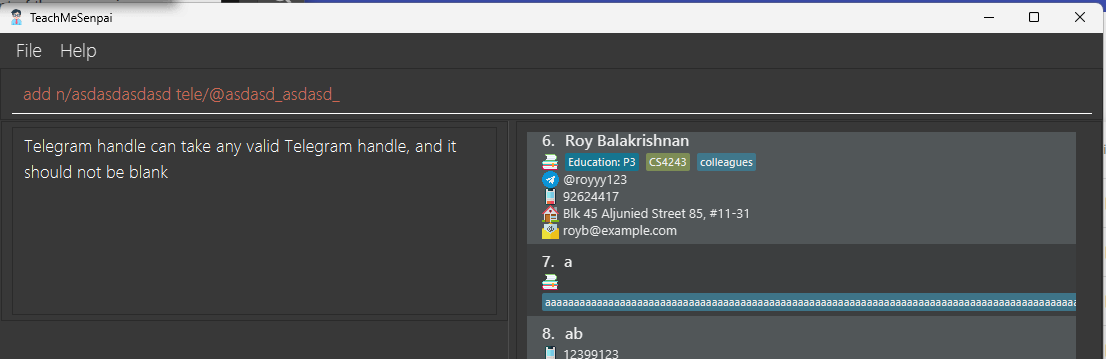 TeachMeSenpai
File Help
add n/asdasdasdasd tele/@asdasd_asdasd_
Telegram handle can take any valid Telegram handle, and it
should not be blank
6. Roy Balakrishnan
Education: P3 CS4243 colleagues
@royyy123
92624417
Blk 45 Aljunied Street 85, #11-31
royb@example.com
7. a
8. ab
12399123